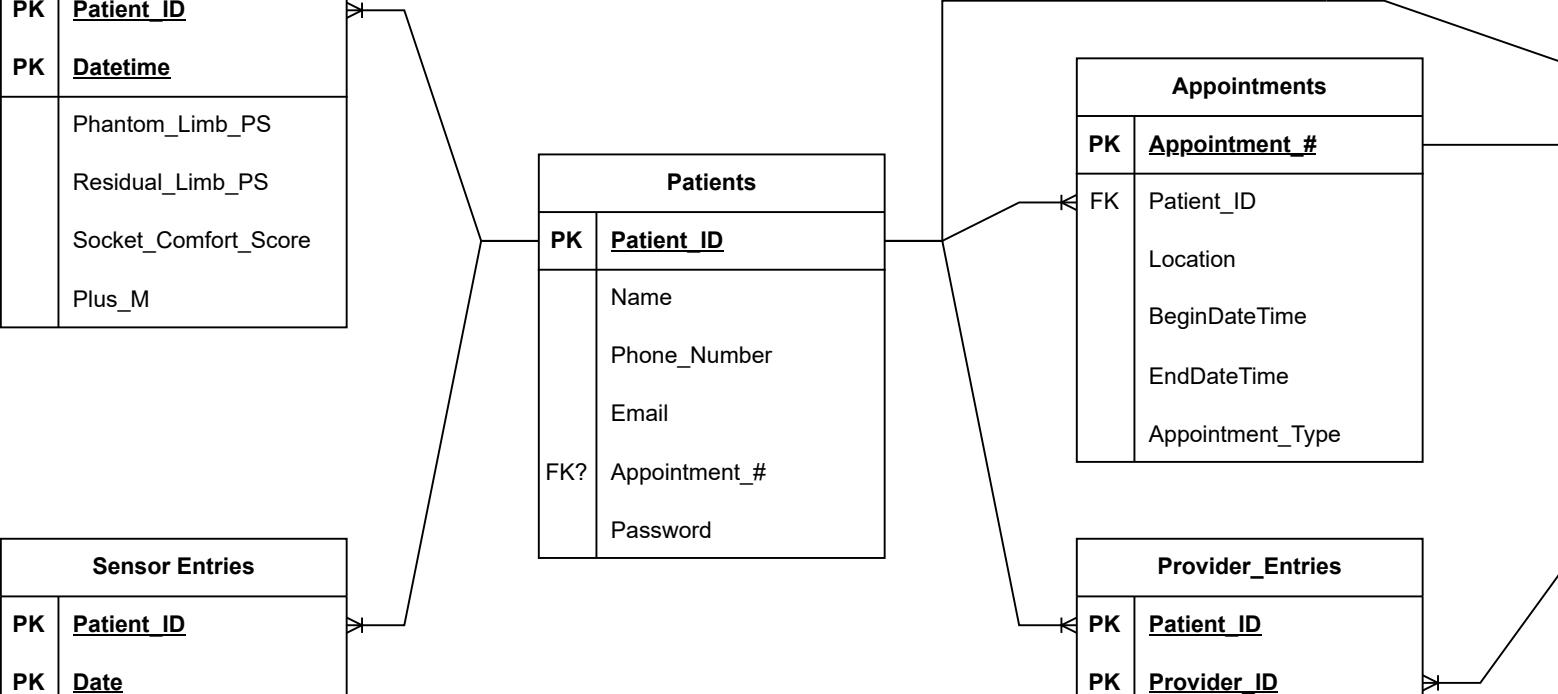 PK Patient_ID
PK Datetime
Phantom_Limb_PS
Residual_Limb_PS
Socket_Comfort_Score
Plus_M
Sensor Entries
PK Patient_ID
PK Date
Patients
PK Patient_ID
Name
Phone_Number
Email
FK? Appointment_#
Password
Appointments
PK Appointment_#
FK Patient_ID
Location
BeginDateTime
EndDateTime
Appointment_Type
Provider_Entries
PK Patient_ID
PK Provider_ID